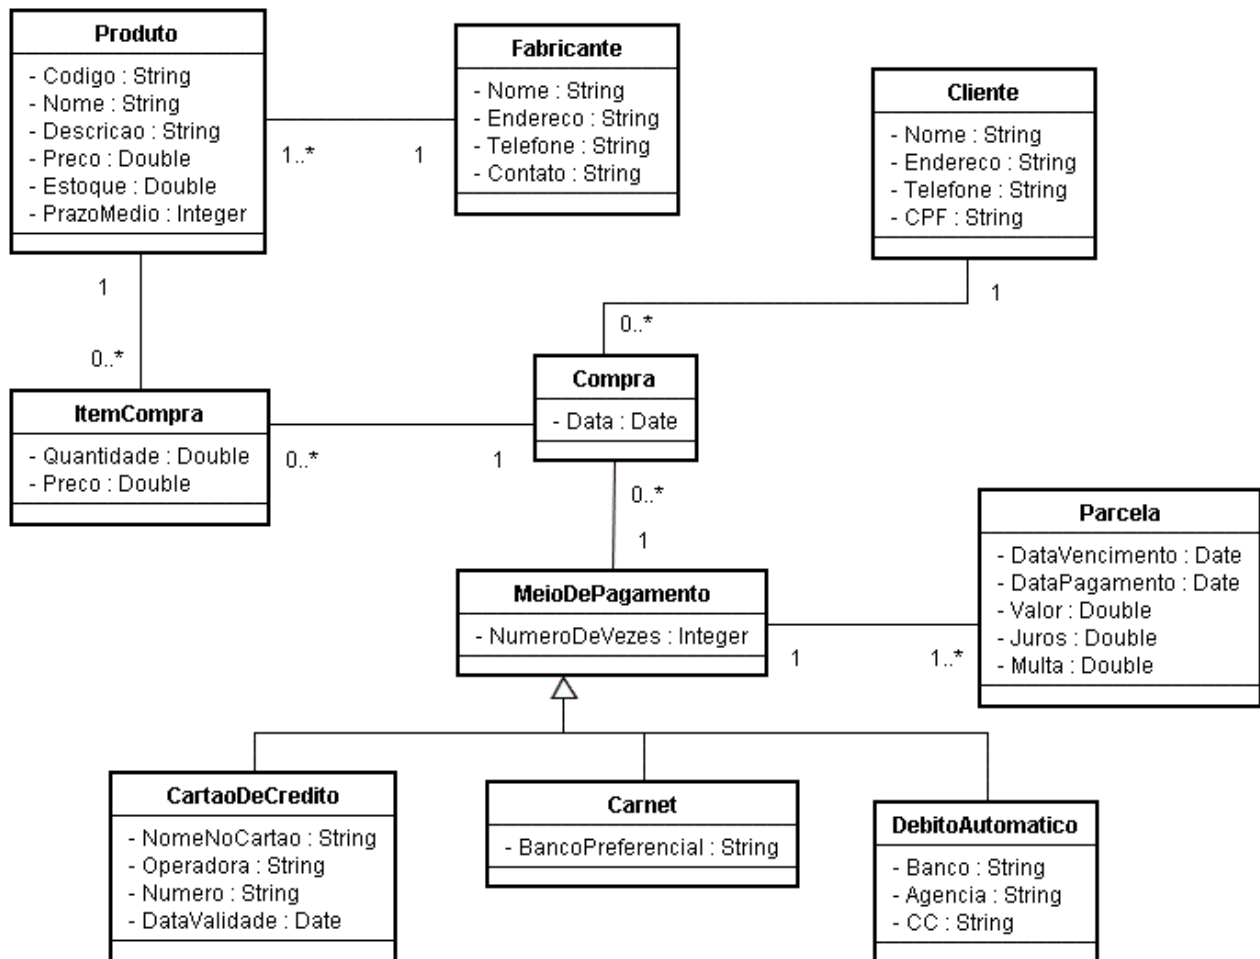 Produto
- Codigo : String
- Nome : String
- Descricao : String
- Preco : Double
- Estoque : Double
- PrazoMedio : Integer
1..*
1
Fabricante
- Nome : String
- Endereco : String
- Telefone : String
- Contato : String
Cliente
- Nome : String
- Endereco : String
- Telefone : String
- CPF : String
1
0..*
1
0..*
ItemCompra
- Quantidade : Double
- Preco : Double
0..*
1
Compra
- Data : Date
0..*
1
MeioDePagamento
- NumeroDeVezes : Integer
1
1..*
Parcela
- DataVencimento : Date
- DataPagamento : Date
- Valor : Double
- Juros : Double
- Multa : Double
CartaoDeCredito
- NomeNoCartao : String
- Operadora : String
- Numero : String
- DataValidade : Date
Carnet
- BancoPreferencial : String
DebitoAutomatico
- Banco : String
- Agencia : String
- CC : String